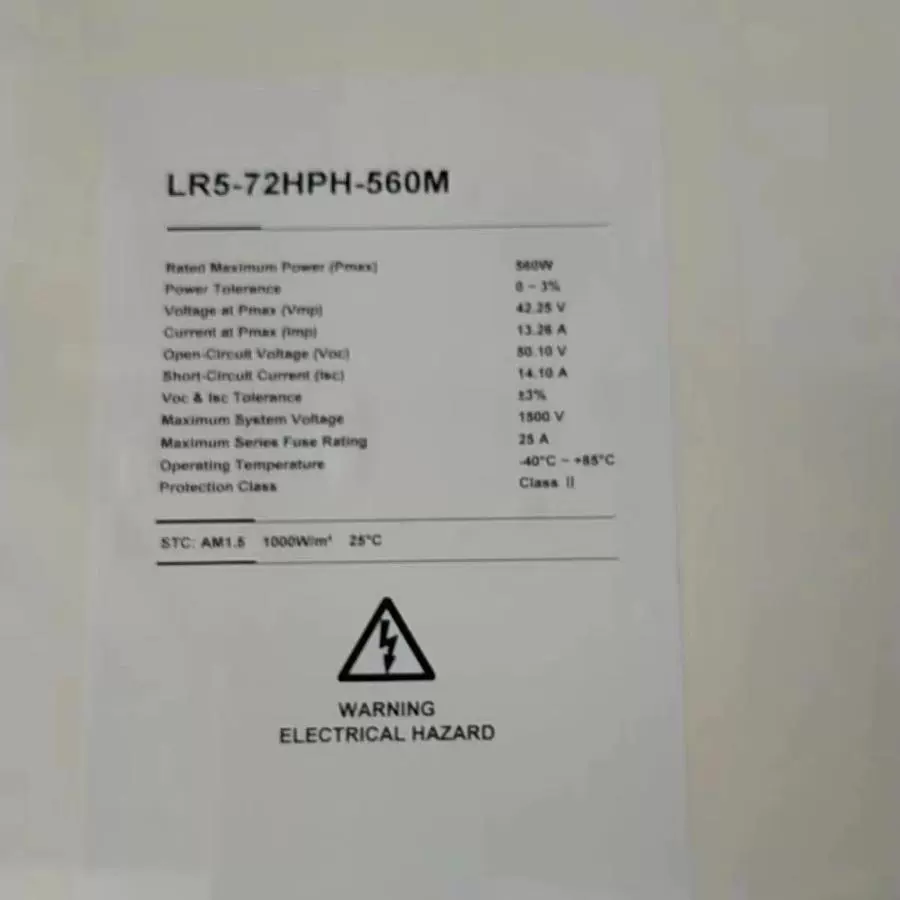 LR5-72HPH-560M
Rated Maximum Power (Pmax) 560W
Power Tolerance 0 ~ 3%
Voltage at Pmax (Vmp) 42.25 V
Current at Pmax (Imp) 13.26 A
Open-Circuit Voltage (Voc) 50.10 V
Short-Circuit Current (Isc) 14.10 A
Voc & Isc Tolerance ±3%
Maximum System Voltage 1500 V
Maximum Series Fuse Rating 25 A
Operating Temperature -40°C ~ +85°C
Protection Class Class II
STC: AM1.5 1000W/m² 25°C
WARNING
ELECTRICAL HAZARD